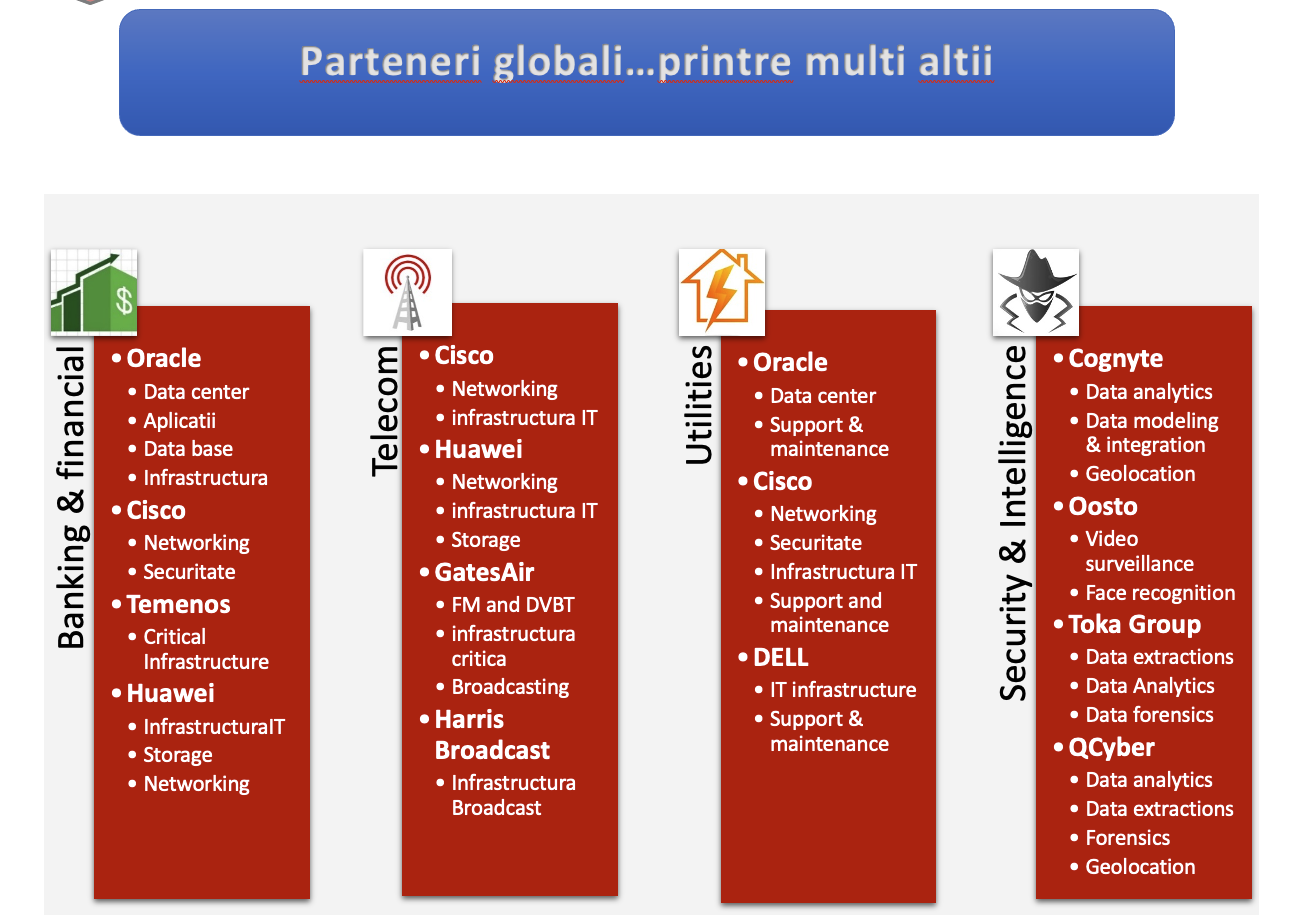 Parteneri globali...printre multi altii
$
Banking & financial
• Oracle
• Data center
• Aplicatii
• Data base
• Infrastructura
• Cisco
• Networking
• Securitate
• Temenos
• Critical
Infrastructure
• Huawei
• InfrastructuraIT
• Storage
• Networking
Telecom
• Cisco
• Networking
• infrastructura IT
• Huawei
• Networking
• infrastructura IT
• Storage
• GatesAir
• FM and DVBT
• infrastructura
critica
• Broadcasting
• Harris
Broadcast
• Infrastructura
Broadcast
Utilities
• Oracle
• Data center
• Support &
maintenance
• Cisco
• Networking
• Securitate
• Infrastructura IT
• Support and
maintenance
• DELL
• IT infrastructure
• Support &
maintenance
Security & Intelligence
• Cognyte
• Data analytics
• Data modeling
& integration
• Geolocation
• Oosto
• Video
surveillance
• Face recognition
• Toka Group
• Data extractions
• Data Analytics
• Data forensics
• QCyber
• Data analytics
• Data extractions
• Forensics
• Geolocation